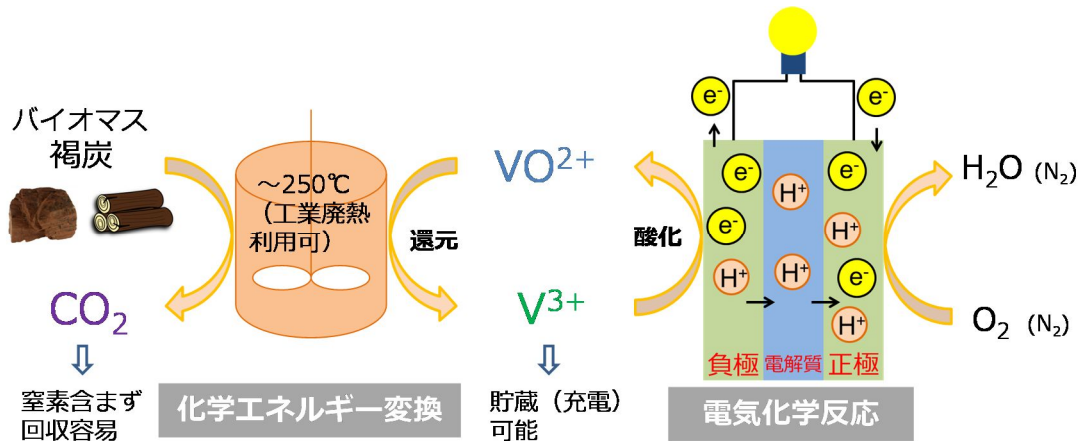 バイオマス
褐炭
CO2
窒素含まず
回収容易
～250℃
（工業廃熱
利用可）
化学エネルギー変換
VO2+
還元
V3+
貯蔵（充電）
可能
酸化
e-
e-
e-
e-
e-
e-
H+
H+
H+
H+
H+
負極
電解質
正極
電気化学反応
H2O (N2)
O2 (N2)